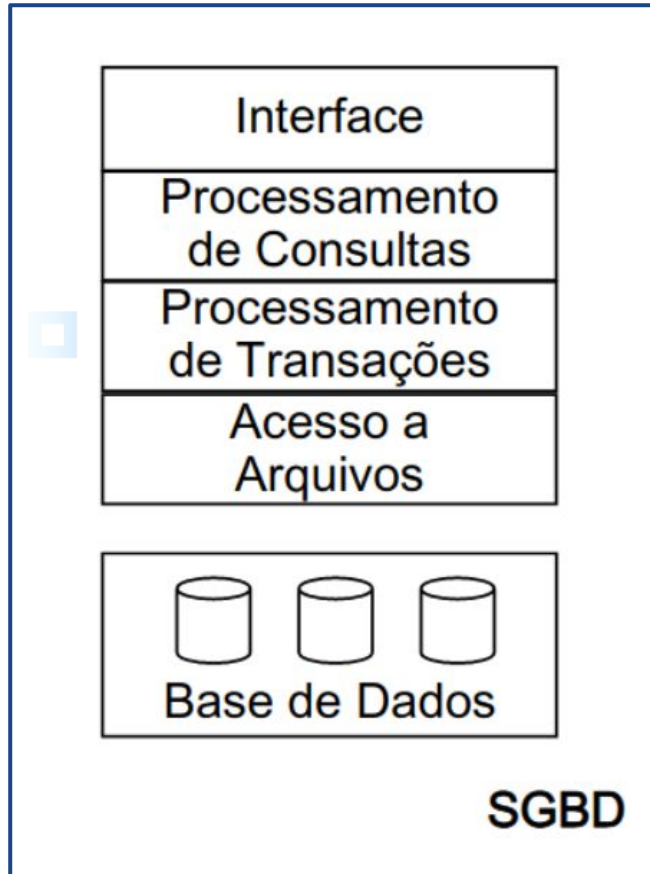 Interface
Processamento
de Consultas
Processamento
de Transações
Acesso a
Arquivos
Base de Dados
SGBD